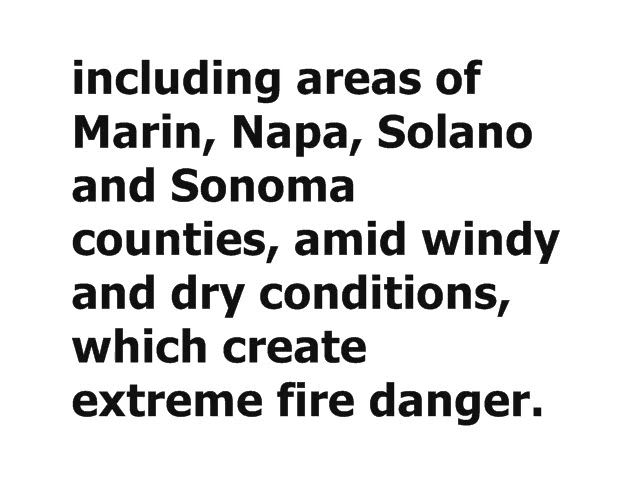 including areas of
Marin, Napa, Solano
and Sonoma
counties, amid windy
and dry conditions,
which create
extreme fire danger.